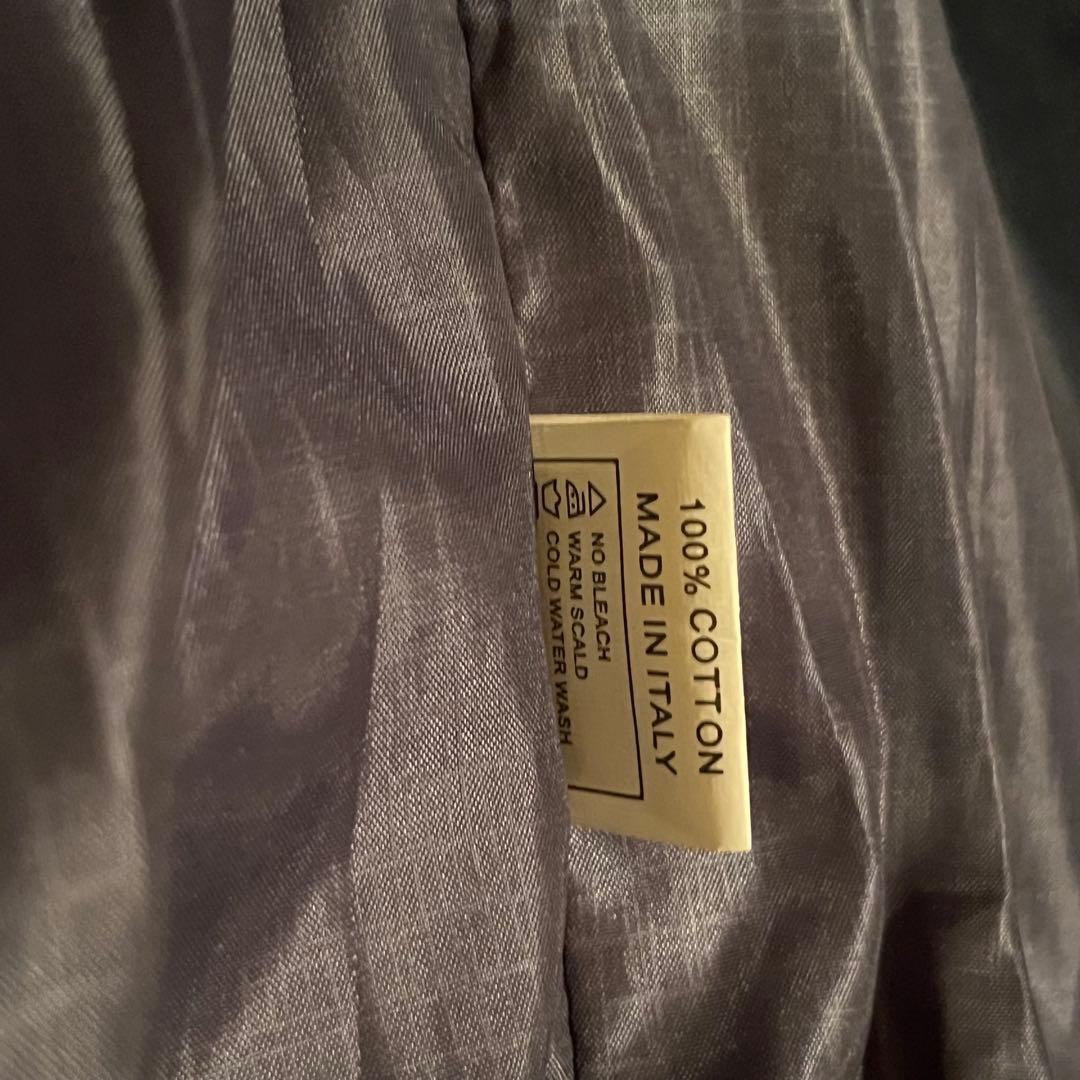 100% COTTON
MADE IN ITALY
NO BLEACH
WARM SCALD
COLD WATER WASH